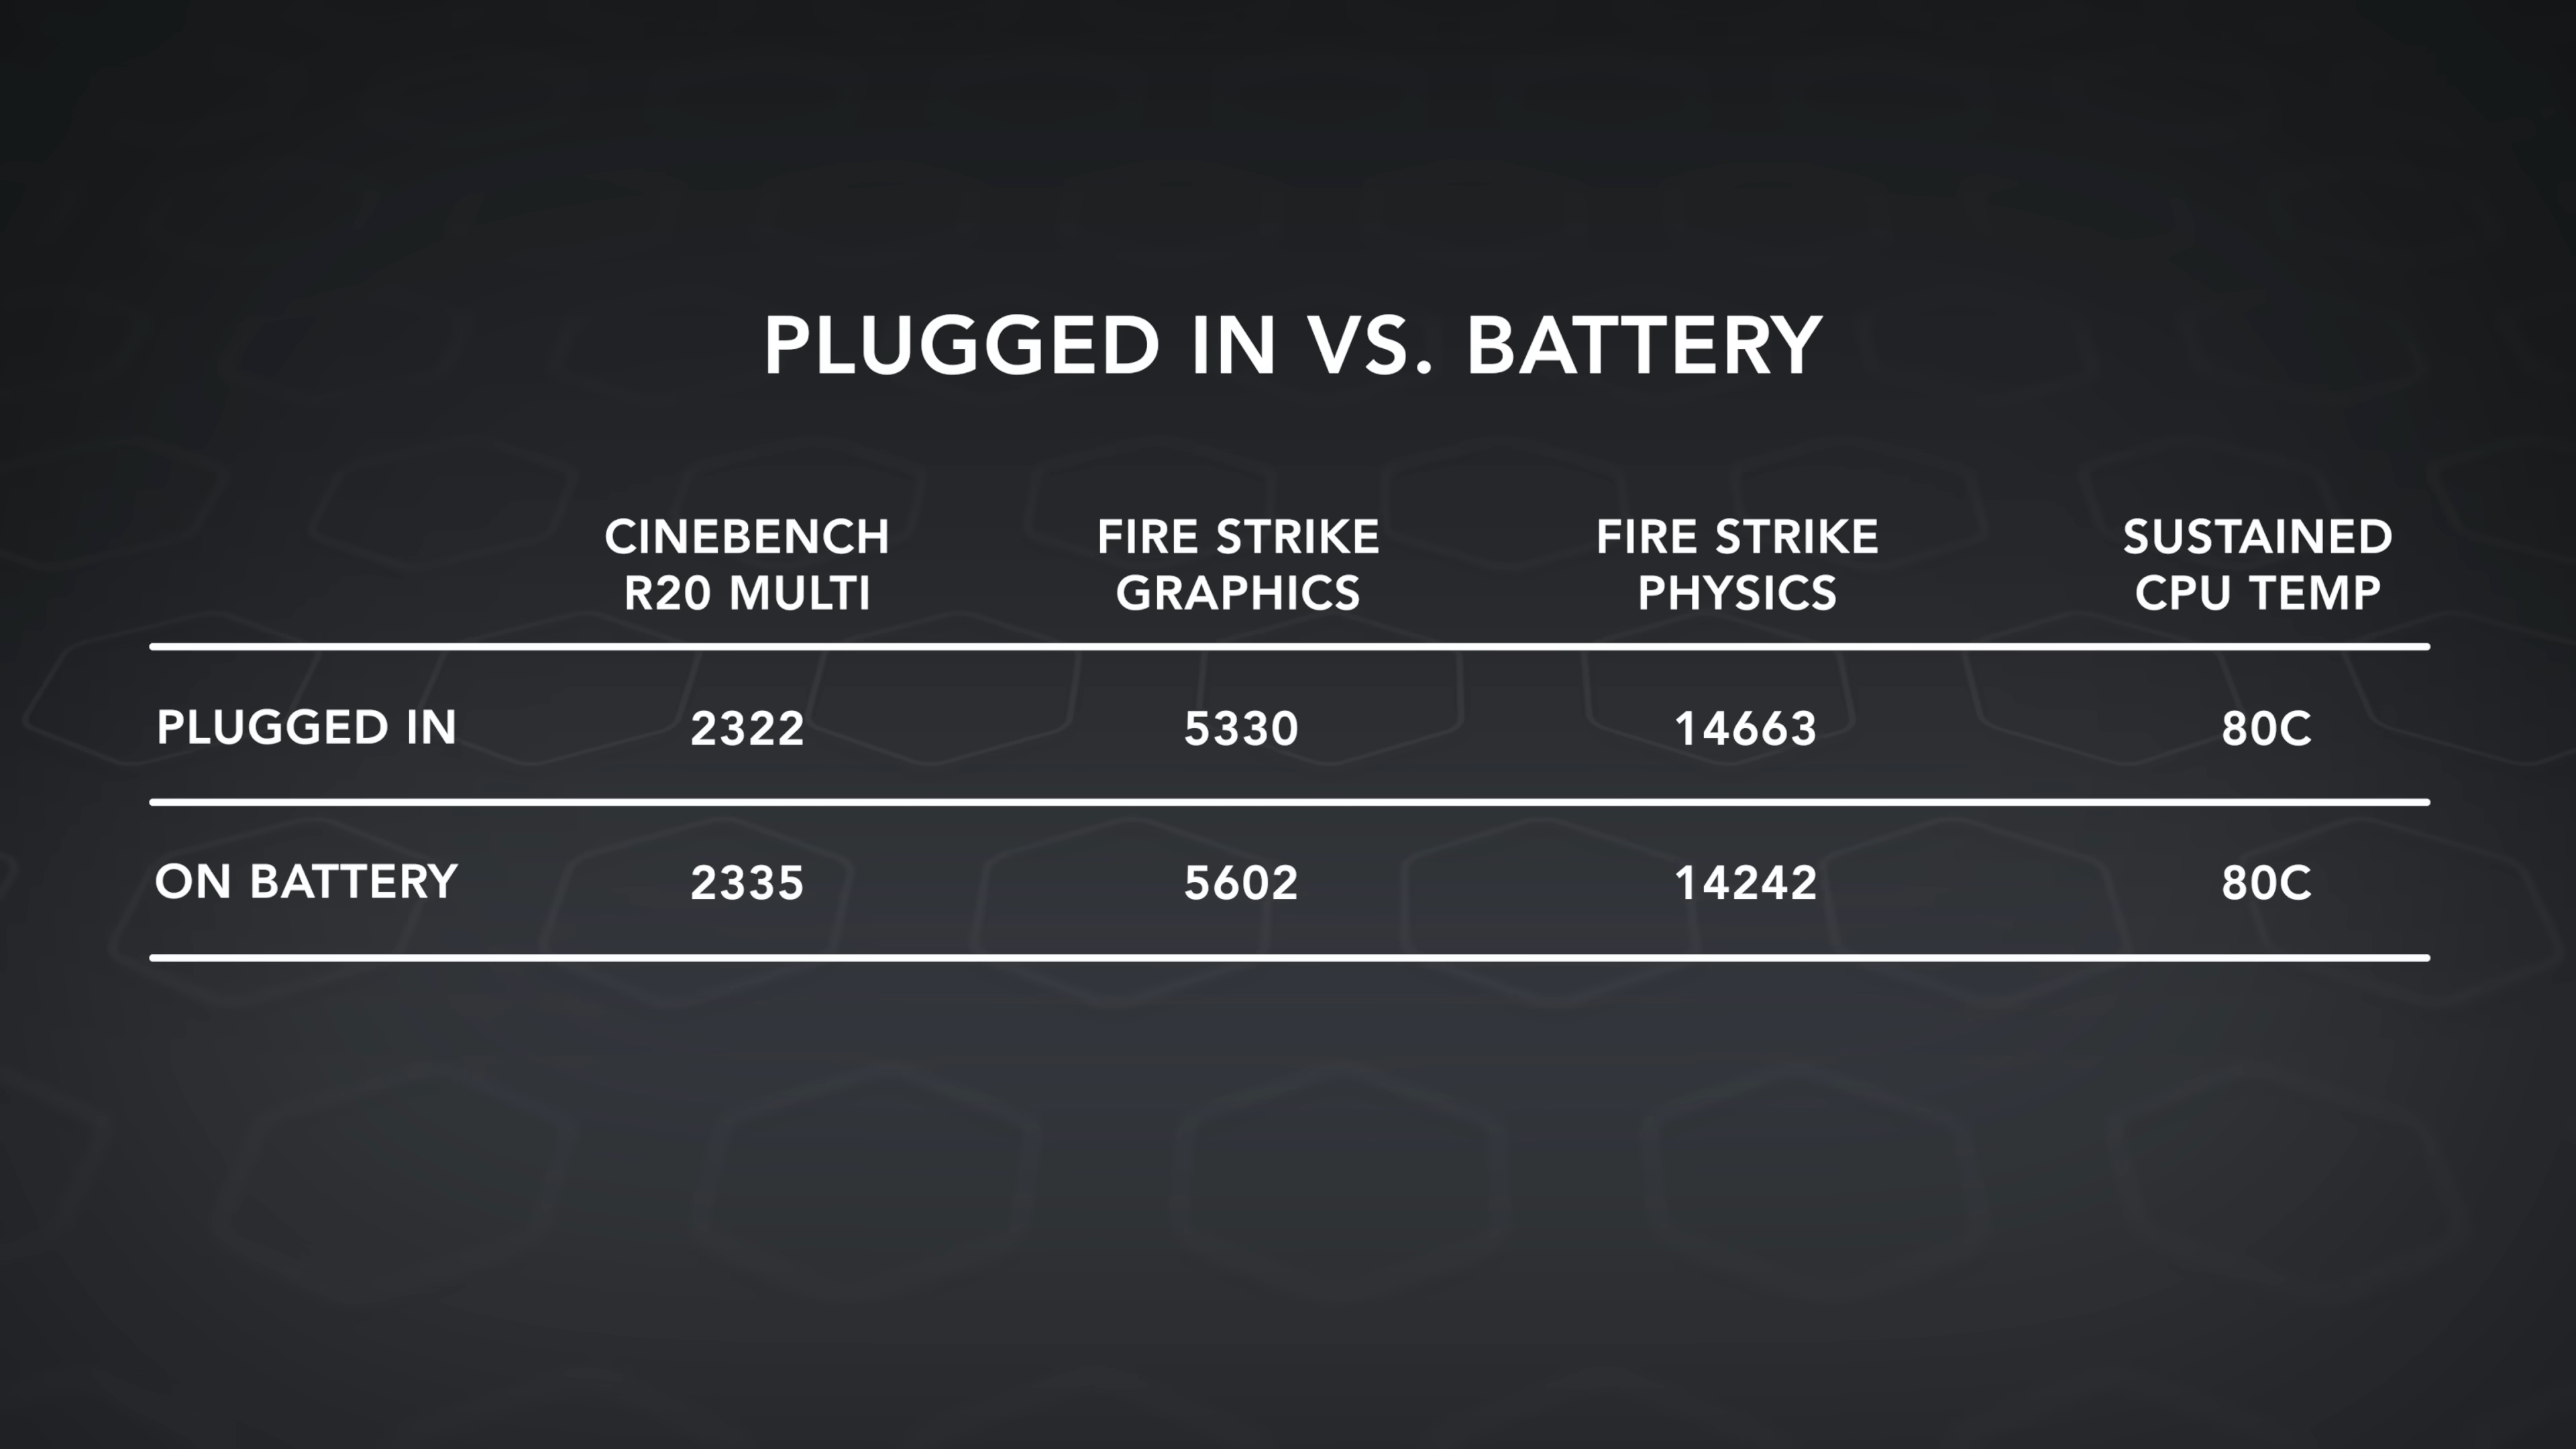 PLUGGED IN VS. BATTERY
CINEBENCH R20 MULTI
FIRE STRIKE GRAPHICS
FIRE STRIKE PHYSICS
SUSTAINED CPU TEMP
PLUGGED IN 2322 5330 14663 80C
ON BATTERY 2335 5602 14242 80C